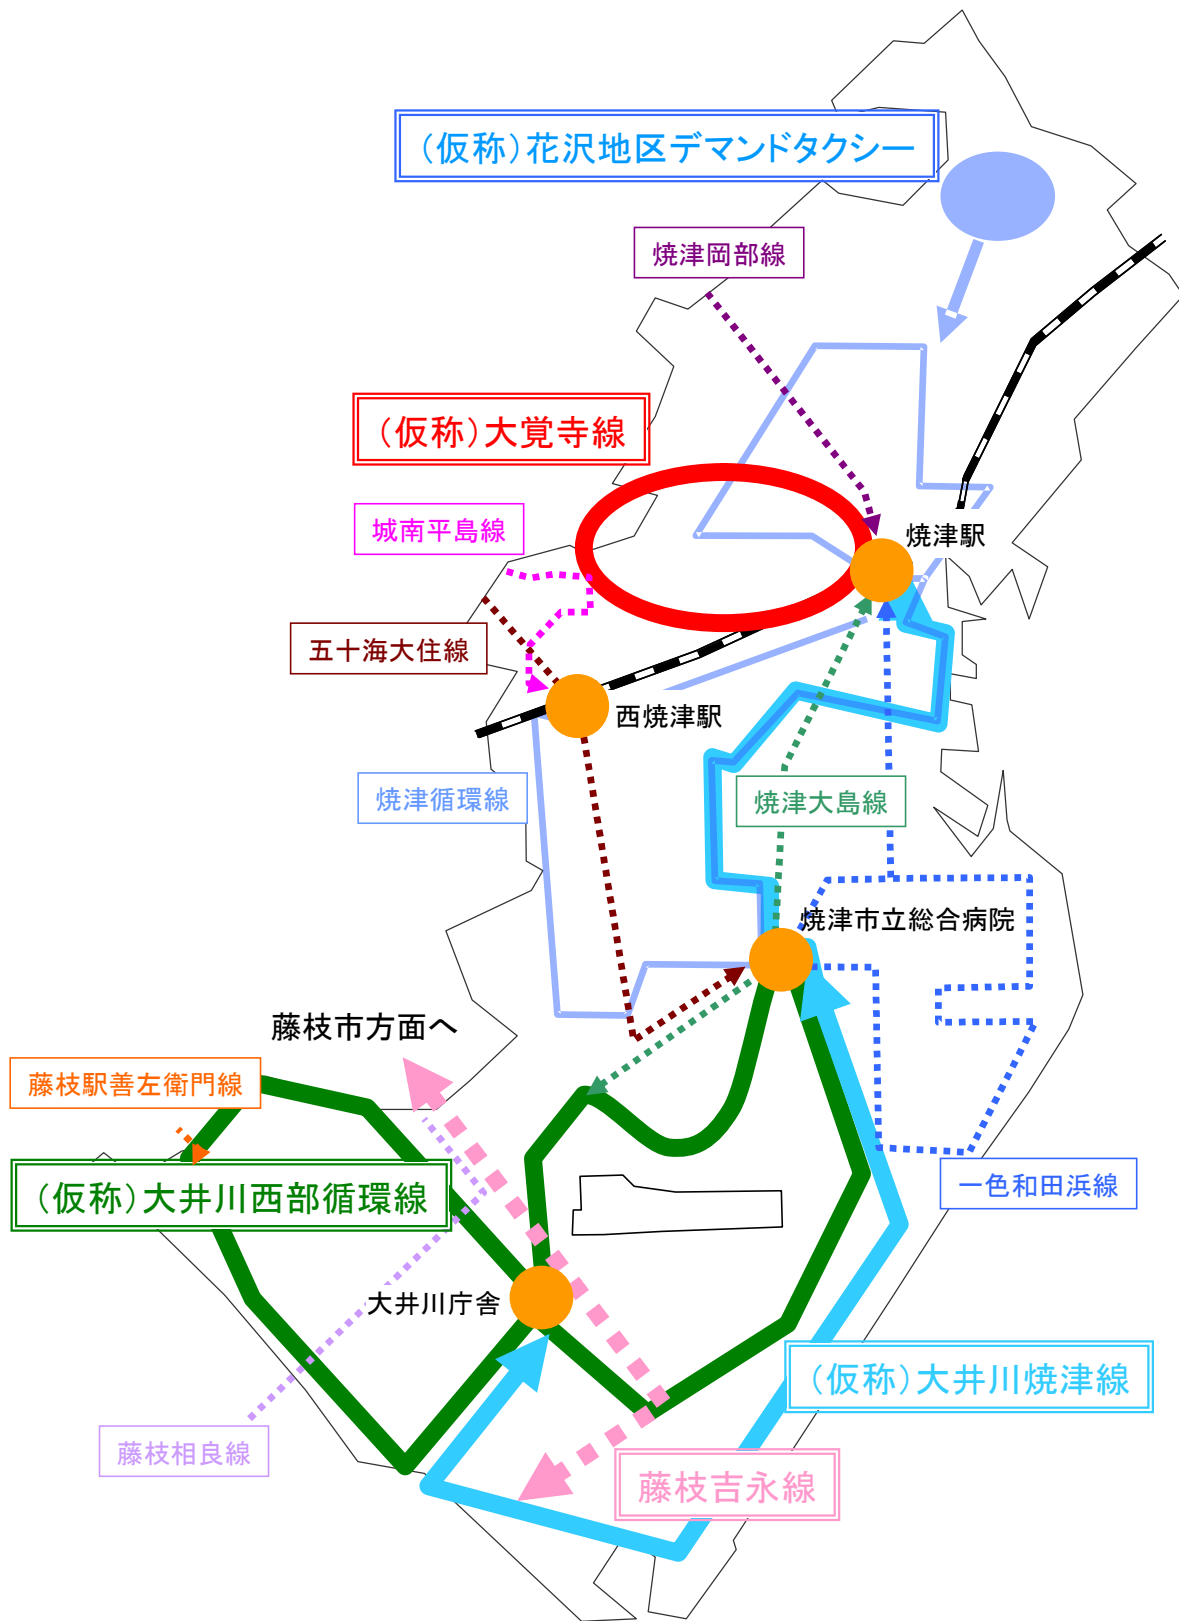 （仮称）花沢地区デマンドタクシー
焼津岡部線
（仮称）大覚寺線
城南平島線
焼津駅
五十海大住線
西焼津駅
焼津循環線
焼津大島線
焼津市立総合病院
藤枝市方面へ
藤枝駅善左衛門線
（仮称）大井川西部循環線
一色和田浜線
大井川庁舎
（仮称）大井川焼津線
藤枝相良線
藤枝吉永線